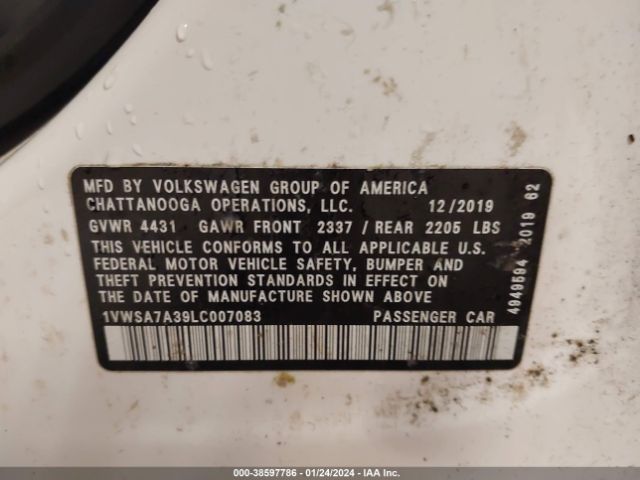 MFD BY VOLKSWAGEN GROUP OF AMERICA
CHATTANOOGA OPERATIONS, LLC. 12/2019
GVWR 4431 GAWR FRONT 2337 / REAR 2205 LBS
THIS VEHICLE CONFORMS TO ALL APPLICABLE U.S.
FEDERAL MOTOR VEHICLE SAFETY, BUMPER AND
THEFT PREVENTION STANDARDS IN EFFECT ON
THE DATE OF MANUFACTURE SHOWN ABOVE
1VWSA7A39LC007083 PASSENGER CAR
4949594 2019 62
000-38597786 - 01/24/2024 - IAA Inc.